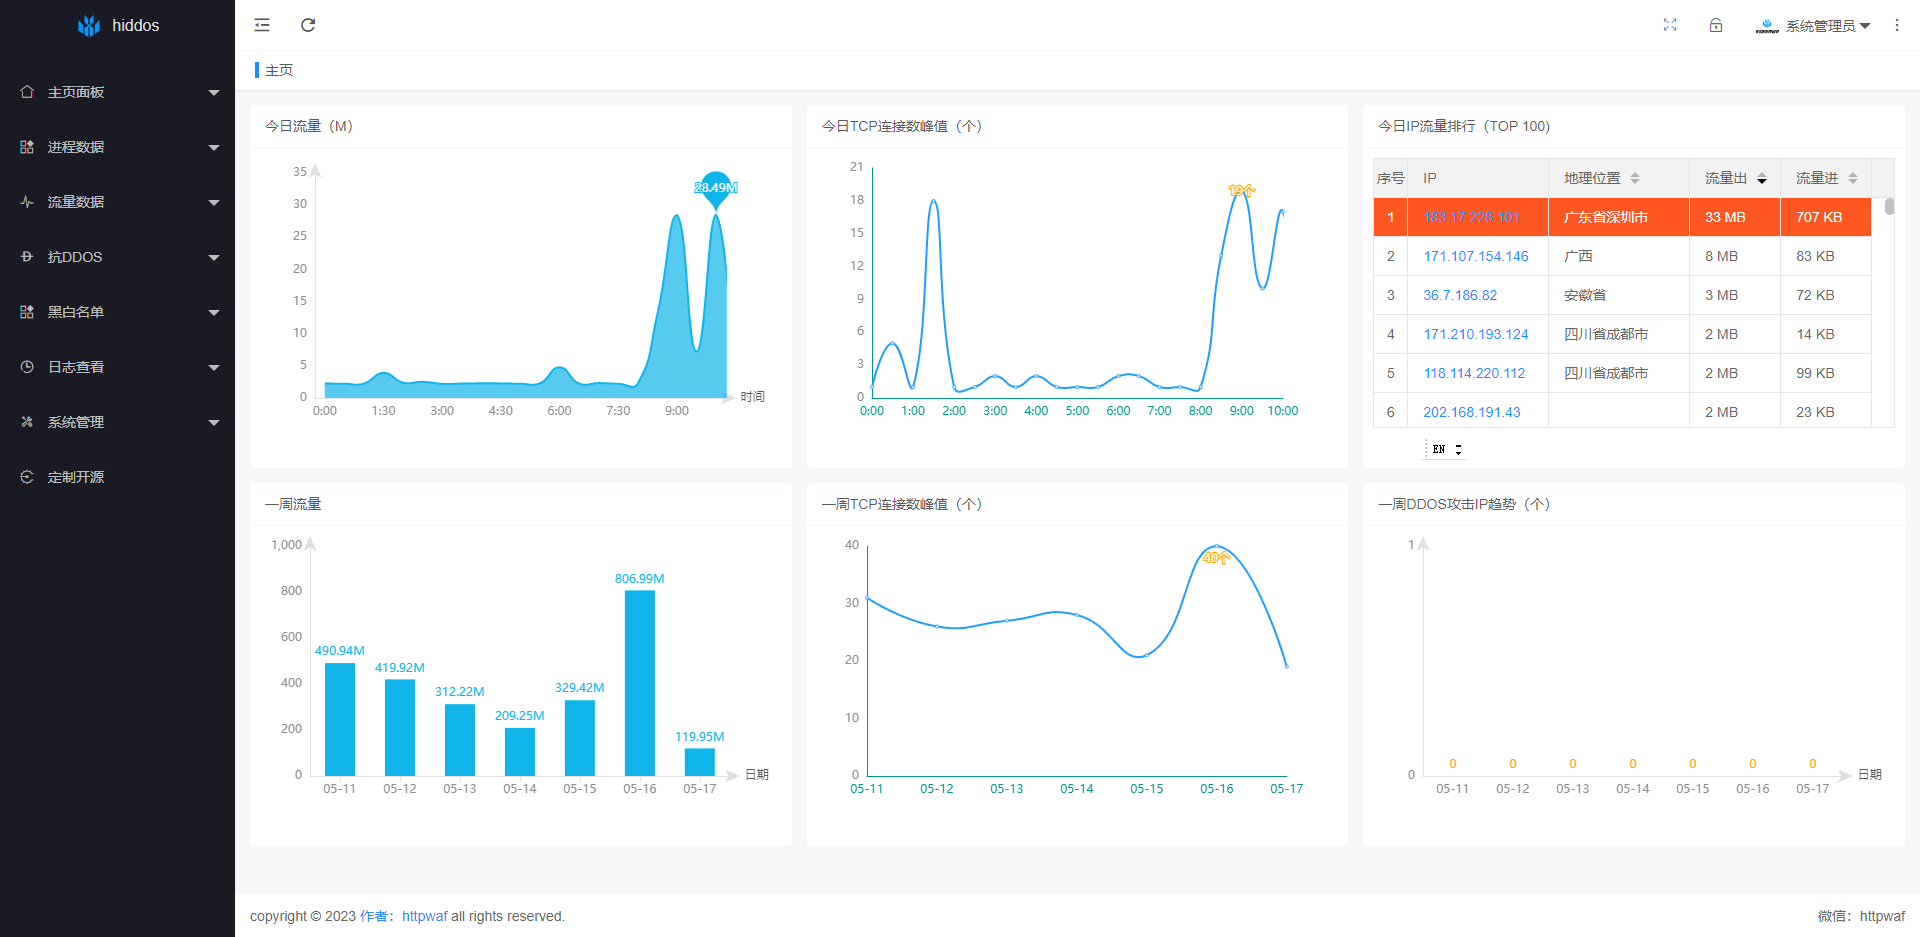 hiddos
主页面板
进程数据
流量数据
抗DDOS
黑白名单
日志查看
系统管理
定制开源
系统管理员
主页
今日流量（M）
35
30
25
20
15
10
5
0
28.49M
0:00 1:30 3:00 4:30 6:00 7:30 9:00
时间
今日TCP连接数峰值（个）
21
18
15
12
9
6
3
0
19个
0:00 1:00 2:00 3:00 4:00 5:00 6:00 7:00 8:00 9:00 10:00
今日IP流量排行（TOP 100）
序号 IP 地理位置 流量出 流量进
1 183.17.228.101 广东省深圳市 33 MB 707 KB
2 171.107.154.146 广西 8 MB 83 KB
3 36.7.186.82 安徽省 3 MB 72 KB
4 171.210.193.124 四川省成都市 2 MB 14 KB
5 118.114.220.112 四川省成都市 2 MB 99 KB
6 202.168.191.43 2 MB 23 KB
EN
一周流量
1,000
800
600
400
200
0
490.94M 419.92M 312.22M 209.25M 329.42M 806.99M 119.95M
05-11 05-12 05-13 05-14 05-15 05-16 05-17
日期
一周TCP连接数峰值（个）
40
30
20
10
0
40个
05-11 05-12 05-13 05-14 05-15 05-16 05-17
一周DDOS攻击IP趋势（个）
1
0
0 0 0 0 0 0 0
05-11 05-12 05-13 05-14 05-15 05-16 05-17
日期
copyright © 2023 作者：httpwaf all rights reserved.
微信：httpwaf